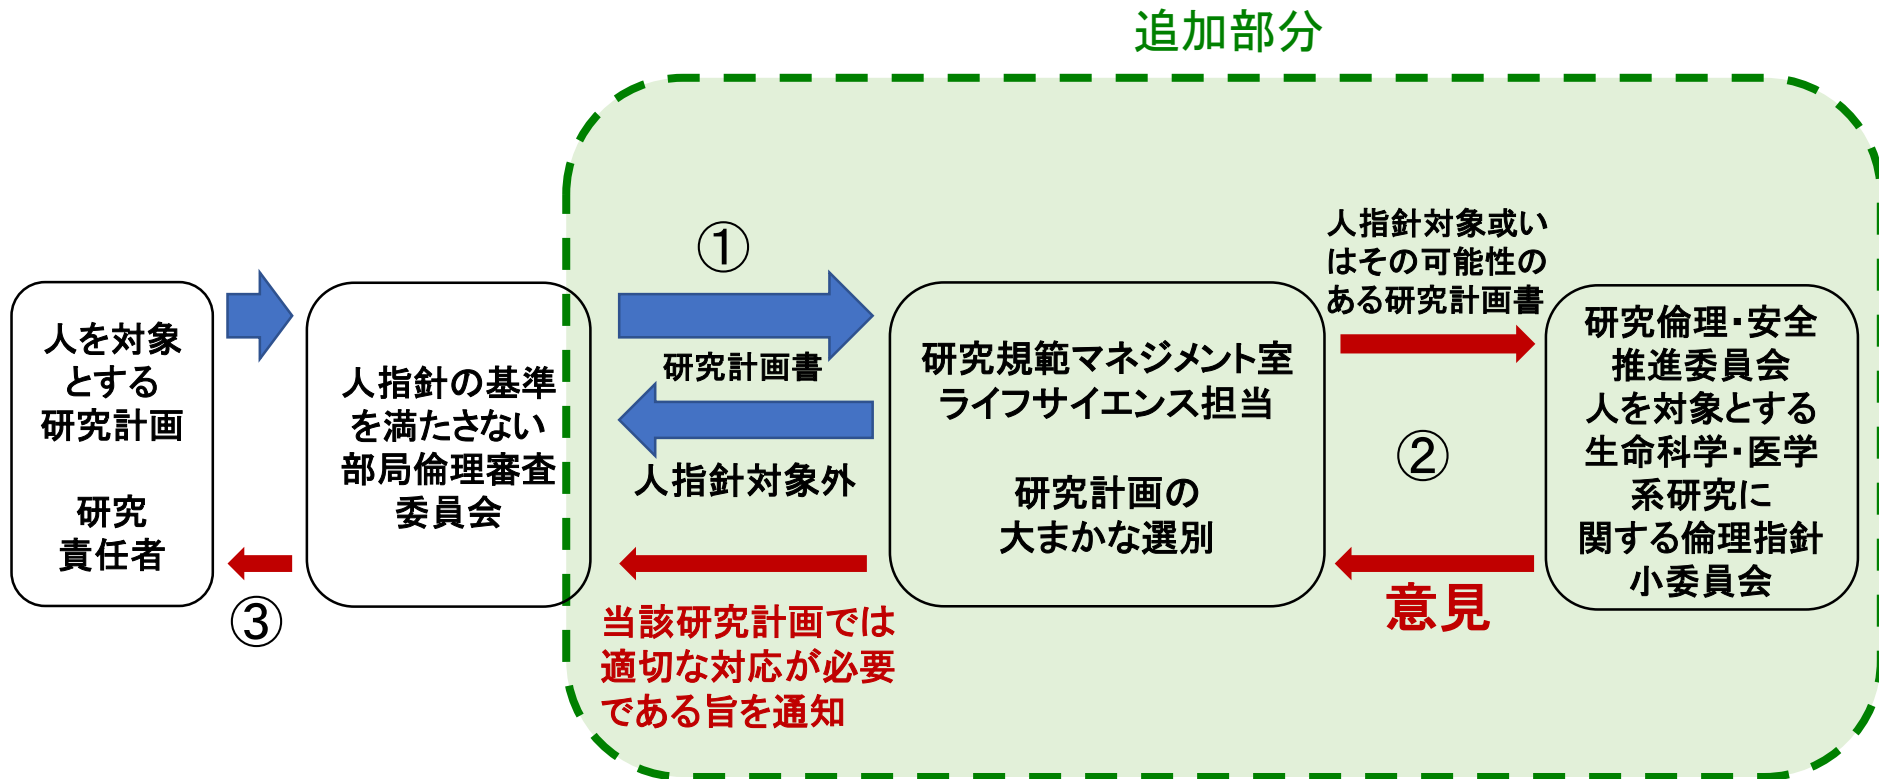 追加部分
人を対象
とする
研究計画
研究
責任者
③
人指針の基準
を満たさない
部局倫理審査
委員会
①
研究計画書
人指針対象外
当該研究計画では
適切な対応が必要
である旨を通知
研究規範マネジメント室
ライフサイエンス担当
研究計画の
大まかな選別
人指針対象或い
はその可能性の
ある研究計画書
②
意見
研究倫理・安全
推進委員会
人を対象とする
生命科学・医学
系研究に
関する倫理指針
小委員会